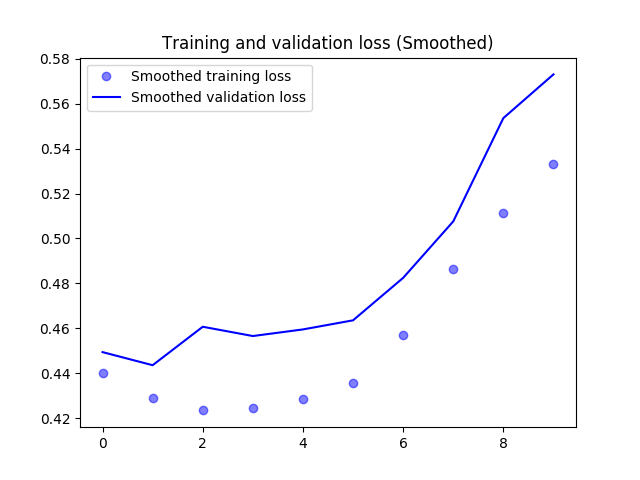 Training and validation loss (Smoothed)
Smoothed training loss
Smoothed validation loss
0.58
0.56
0.54
0.52
0.50
0.48
0.46
0.44
0.42
0 2 4 6 8